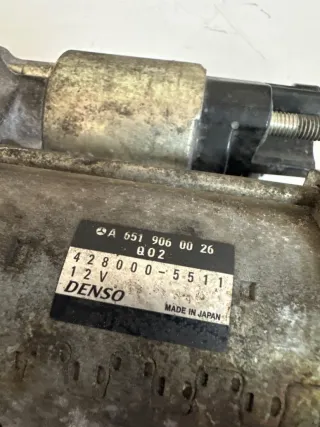 A 651 906 00 26
Q02
428000-5511
12V
DENSO
MADE IN JAPAN